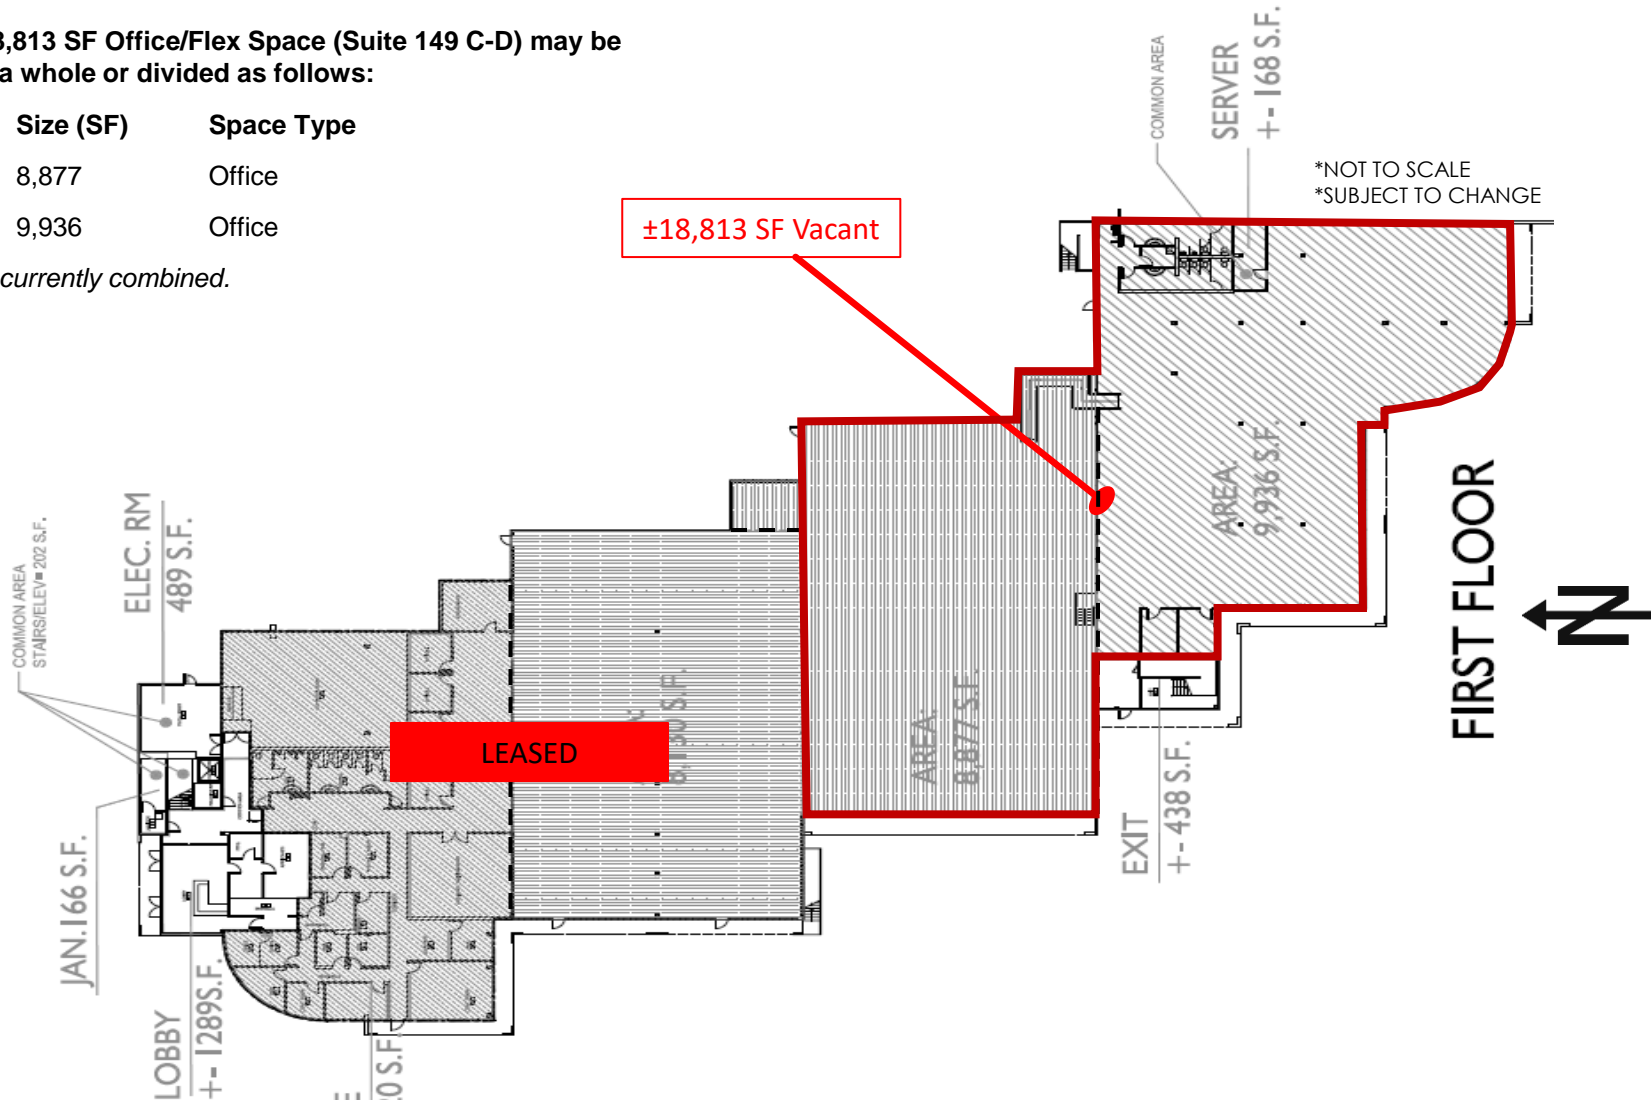 8,813 SF Office/Flex Space (Suite 149 C-D) may be
a whole or divided as follows:
Size (SF) Space Type
8,877 Office
9,936 Office
currently combined.
±18,813 SF Vacant
COMMON AREA
SERVER
+- 168 S.F.
*NOT TO SCALE
*SUBJECT TO CHANGE
AREA:
9,936 S.F.
AREA:
8,877 S.F.
LEASED
ELEC. RM
489 S.F.
COMMON AREA
STAIRS/ELEV= 202 S.F.
JAN. 166 S.F.
LOBBY
+- 1289S.F.
EXIT
+- 438 S.F.
FIRST FLOOR
N